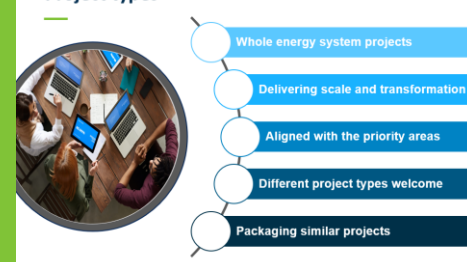 Whole energy system projects
Delivering scale and transformation
Aligned with the priority areas
Different project types welcome
Packaging similar projects